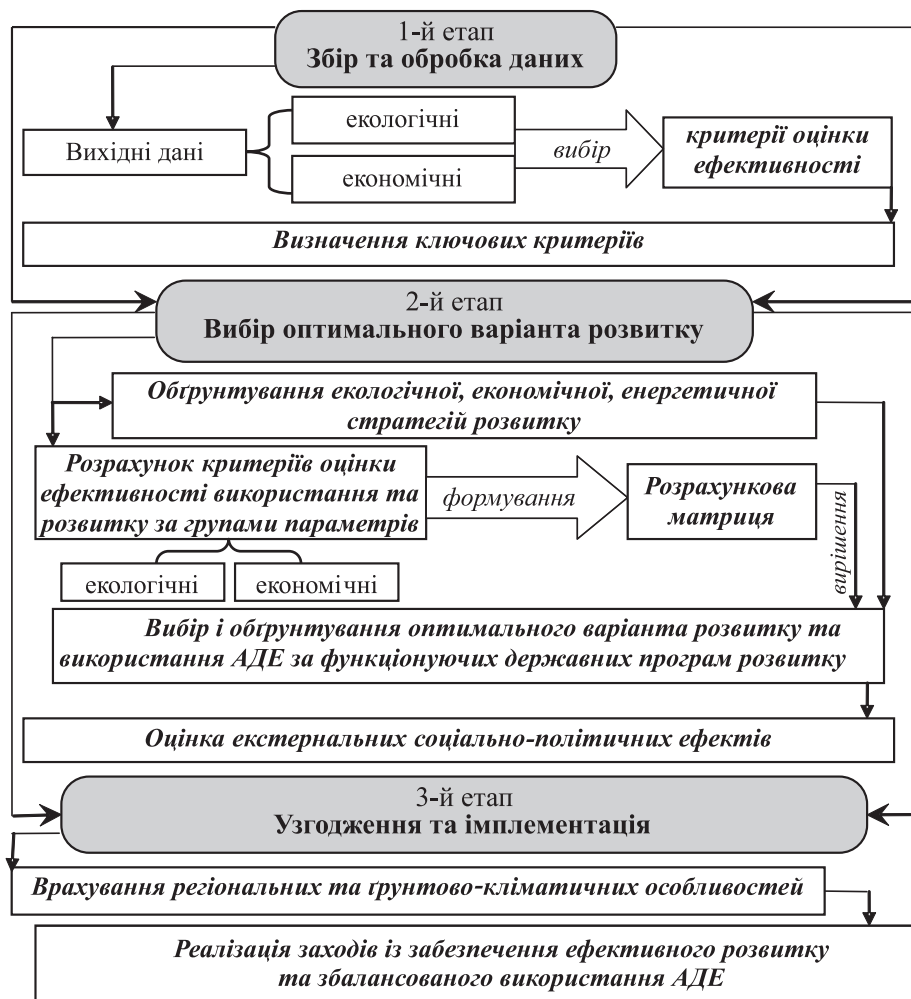 1-й етап
Збір та обробка даних
Вихідні дані
екологічні
економічні
вибір
критерії оцінки
ефективності
Визначення ключових критеріїв
2-й етап
Вибір оптимального варіанта розвитку
Обґрунтування екологічної, економічної, енергетичної
стратегій розвитку
Розрахунок критеріїв оцінки
ефективності використання та
розвитку за групами параметрів
формування
Розрахункова
матриця
вирішення
екологічні
економічні
Вибір і обґрунтування оптимального варіанта розвитку та
використання АДЕ за функціонуючих державних програм розвитку
Оцінка екстернальних соціально-політичних ефектів
3-й етап
Узгодження та імплементація
Врахування регіональних та ґрунтово-кліматичних особливостей
Реалізація заходів із забезпечення ефективного розвитку
та збалансованого використання АДЕ